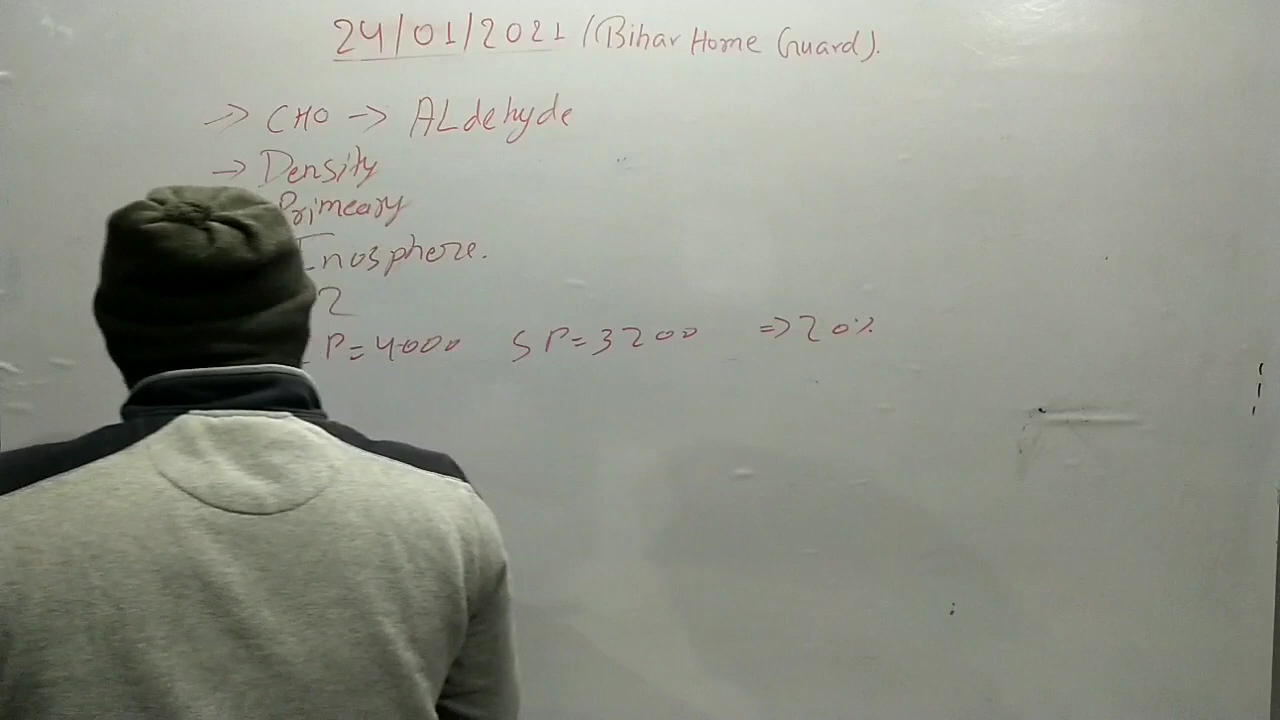 24/01/2021 (Bihar Home Guard).
→ CHO → ALdehyde
→ Density
Primeary
Inosphere.
2
P=4000 SP=3200 ⇒20%